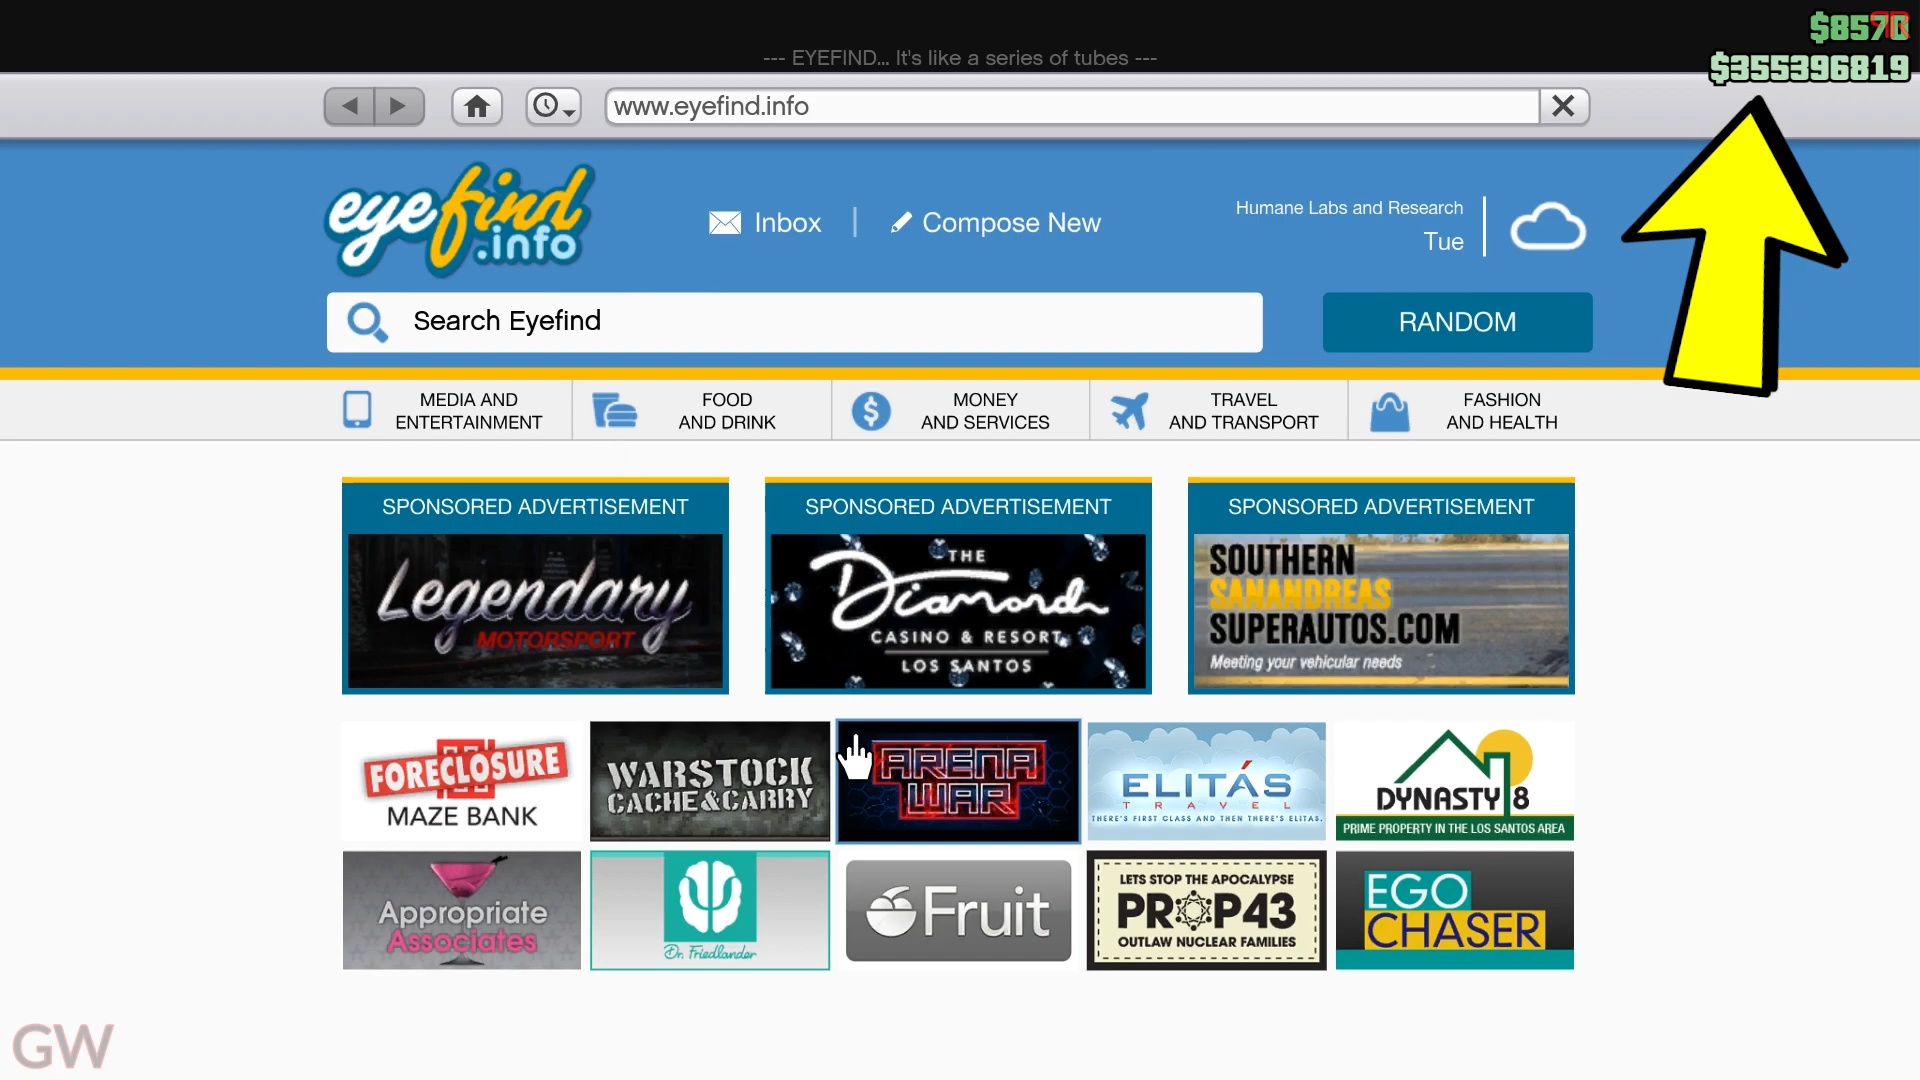 $8570
--- EYEFIND... It's like a series of tubes ---
$355396819
www.eyefind.info
eyefind
.info
Inbox
Compose New
Humane Labs and Research
Tue
Search Eyefind
RANDOM
MEDIA AND
ENTERTAINMENT
FOOD
AND DRINK
MONEY
AND SERVICES
TRAVEL
AND TRANSPORT
FASHION
AND HEALTH
SPONSORED ADVERTISEMENT
Legendary
MOTORSPORT
SPONSORED ADVERTISEMENT
THE
Diamond
CASINO & RESORT
LOS SANTOS
SPONSORED ADVERTISEMENT
SOUTHERN
SANANDREAS
SUPERAUTOS.COM
Meeting your vehicular needs
FORECLOSURE
MAZE BANK
WARSTOCK
CACHE&CARRY
ARENA
WAR
ELITÁS
TRAVEL
THERE'S FIRST CLASS AND THEN THERE'S ELITAS.
DYNASTY 8
PRIME PROPERTY IN THE LOS SANTOS AREA
Appropriate
Associates
Dr. Friedlander
Fruit
LETS STOP THE APOCALYPSE
PROP43
OUTLAW NUCLEAR FAMILIES
EGO
CHASER
GW